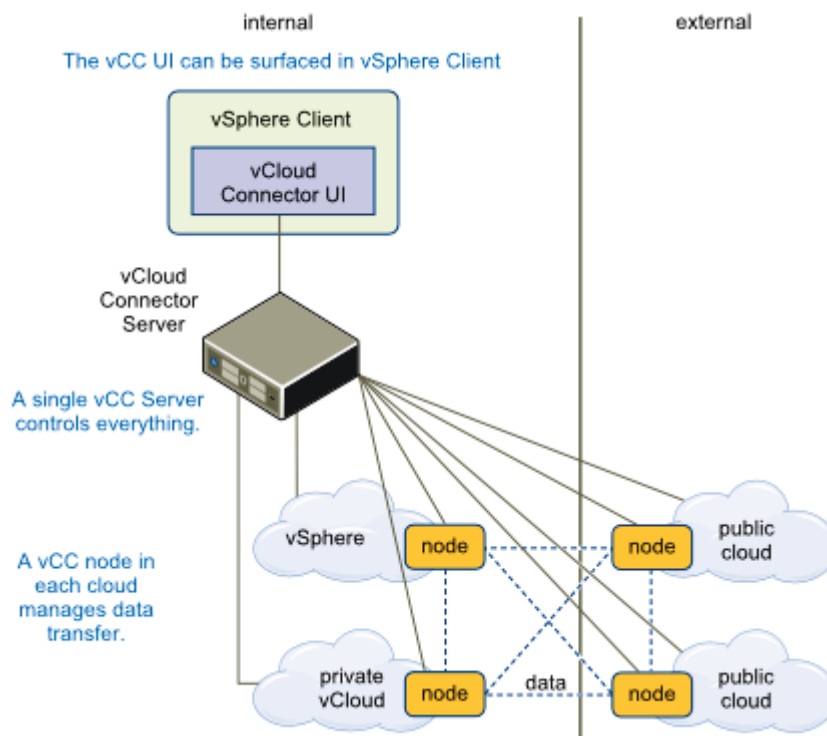 internal
external
The vCC UI can be surfaced in vSphere Client
vSphere Client
vCloud
Connector UI
vCloud
Connector
Server
A single vCC Server
controls everything.
vSphere
node
node
public
cloud
A vCC node in
each cloud
manages data
transfer.
private
vCloud
node
data
node
public
cloud